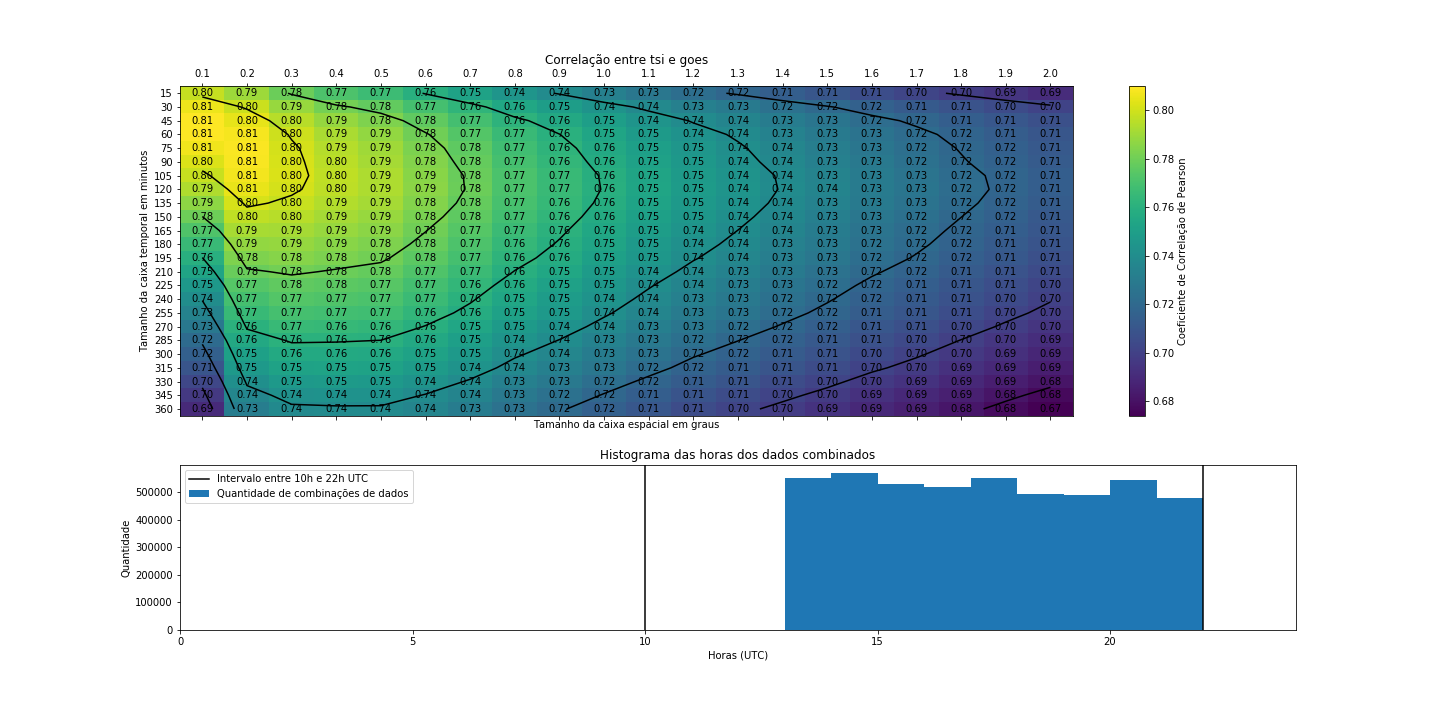 Correlação entre tsi e goes
0.1 0.2 0.3 0.4 0.5 0.6 0.7 0.8 0.9 1.0 1.1 1.2 1.3 1.4 1.5 1.6 1.7 1.8 1.9 2.0
15 0.80 0.79 0.78 0.77 0.77 0.76 0.75 0.74 0.74 0.73 0.73 0.72 0.72 0.71 0.71 0.71 0.70 0.70 0.69 0.69
30 0.81 0.80 0.79 0.78 0.78 0.77 0.76 0.75 0.75 0.74 0.74 0.73 0.73 0.72 0.72 0.72 0.71 0.71 0.71 0.70
45 0.81 0.81 0.80 0.79 0.78 0.77 0.77 0.76 0.76 0.75 0.74 0.74 0.74 0.73 0.73 0.72 0.72 0.71 0.71 0.71
60 0.81 0.81 0.80 0.79 0.79 0.78 0.77 0.77 0.76 0.75 0.75 0.74 0.74 0.73 0.73 0.73 0.72 0.72 0.71 0.71
75 0.81 0.81 0.80 0.79 0.79 0.78 0.78 0.77 0.76 0.76 0.75 0.75 0.74 0.74 0.73 0.73 0.72 0.72 0.72 0.71
90 0.80 0.81 0.80 0.80 0.79 0.78 0.78 0.77 0.76 0.76 0.75 0.75 0.74 0.74 0.73 0.73 0.73 0.72 0.72 0.71
105 0.80 0.81 0.80 0.80 0.79 0.79 0.78 0.77 0.77 0.76 0.75 0.75 0.74 0.74 0.74 0.73 0.73 0.72 0.72 0.71
120 0.79 0.81 0.80 0.80 0.79 0.79 0.78 0.77 0.77 0.76 0.75 0.75 0.74 0.74 0.74 0.73 0.73 0.72 0.72 0.71
135 0.79 0.80 0.80 0.79 0.79 0.78 0.78 0.77 0.76 0.76 0.75 0.75 0.74 0.74 0.73 0.73 0.73 0.72 0.72 0.71
150 0.78 0.80 0.80 0.79 0.79 0.78 0.78 0.77 0.76 0.76 0.75 0.75 0.74 0.74 0.73 0.73 0.72 0.72 0.72 0.71
165 0.77 0.79 0.79 0.79 0.79 0.78 0.77 0.77 0.76 0.75 0.75 0.74 0.74 0.73 0.73 0.73 0.72 0.72 0.71 0.71
180 0.77 0.79 0.79 0.79 0.78 0.78 0.77 0.76 0.76 0.75 0.75 0.74 0.74 0.73 0.73 0.72 0.72 0.72 0.71 0.71
195 0.76 0.78 0.78 0.78 0.78 0.77 0.77 0.76 0.75 0.75 0.74 0.74 0.74 0.73 0.73 0.72 0.72 0.72 0.71 0.71
210 0.75 0.78 0.78 0.78 0.78 0.77 0.77 0.76 0.75 0.75 0.74 0.74 0.73 0.73 0.73 0.72 0.72 0.71 0.71 0.71
225 0.75 0.77 0.78 0.78 0.77 0.77 0.76 0.76 0.75 0.75 0.74 0.74 0.73 0.73 0.72 0.72 0.71 0.71 0.71 0.70
240 0.74 0.77 0.77 0.77 0.77 0.76 0.76 0.75 0.75 0.74 0.74 0.73 0.73 0.72 0.72 0.72 0.71 0.71 0.70 0.70
255 0.73 0.77 0.77 0.77 0.77 0.76 0.76 0.75 0.74 0.74 0.73 0.73 0.73 0.72 0.72 0.71 0.71 0.70 0.70 0.70
270 0.73 0.76 0.77 0.76 0.76 0.76 0.75 0.75 0.74 0.74 0.73 0.73 0.72 0.72 0.72 0.71 0.71 0.70 0.70 0.70
285 0.72 0.76 0.76 0.76 0.76 0.75 0.75 0.74 0.74 0.73 0.73 0.72 0.72 0.72 0.71 0.71 0.70 0.70 0.70 0.69
300 0.71 0.75 0.76 0.76 0.76 0.75 0.75 0.74 0.74 0.73 0.73 0.72 0.72 0.71 0.71 0.70 0.70 0.70 0.69 0.69
315 0.71 0.75 0.75 0.75 0.75 0.75 0.74 0.74 0.73 0.73 0.72 0.72 0.71 0.71 0.71 0.70 0.70 0.69 0.69 0.69
330 0.70 0.74 0.75 0.75 0.75 0.74 0.74 0.73 0.73 0.72 0.72 0.71 0.71 0.71 0.70 0.70 0.69 0.69 0.69 0.68
345 0.70 0.74 0.74 0.74 0.74 0.74 0.74 0.73 0.72 0.72 0.71 0.71 0.71 0.70 0.70 0.69 0.69 0.69 0.68 0.68
360 0.69 0.73 0.74 0.74 0.74 0.74 0.73 0.73 0.72 0.72 0.71 0.71 0.70 0.70 0.69 0.69 0.69 0.68 0.68 0.67
Tamanho da caixa temporal em minutos
Tamanho da caixa espacial em graus
0.80
0.78
0.76
0.74
0.72
0.70
0.68
Coeficiente de Correlação de Pearson
Histograma das horas dos dados combinados
Intervalo entre 10h e 22h UTC
Quantidade de combinações de dados
500000
400000
300000
200000
100000
0
Quantidade
0 5 10 15 20
Horas (UTC)